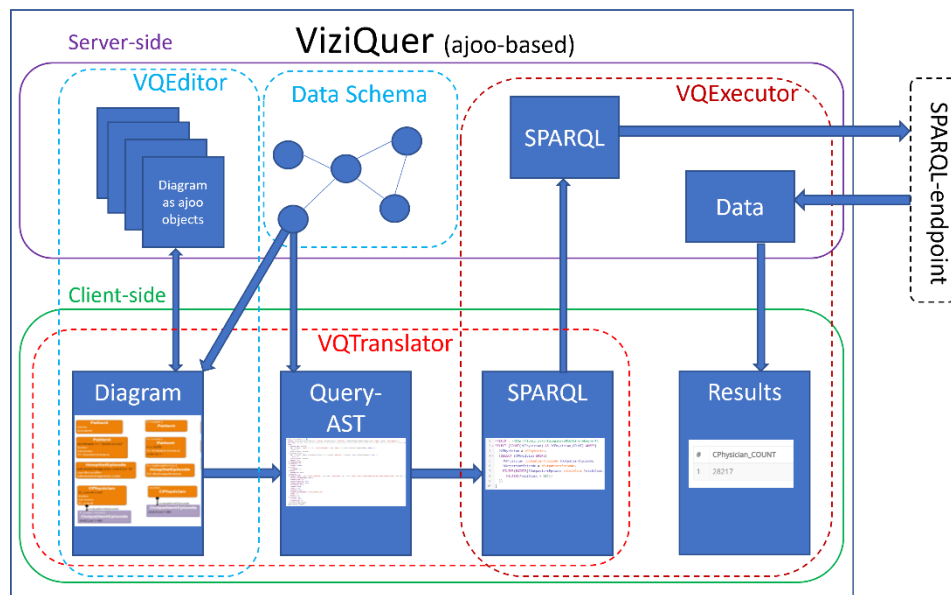 ViziQuer (ajoo-based)
Server-side
VQEditor
Data Schema
VQExecutor
SPARQL
Diagram
as ajoo
objects
Data
SPARQL-endpoint
Client-side
VQTranslator
Diagram
Query-
AST
SPARQL
Results
# CPhysician_COUNT
1 28217